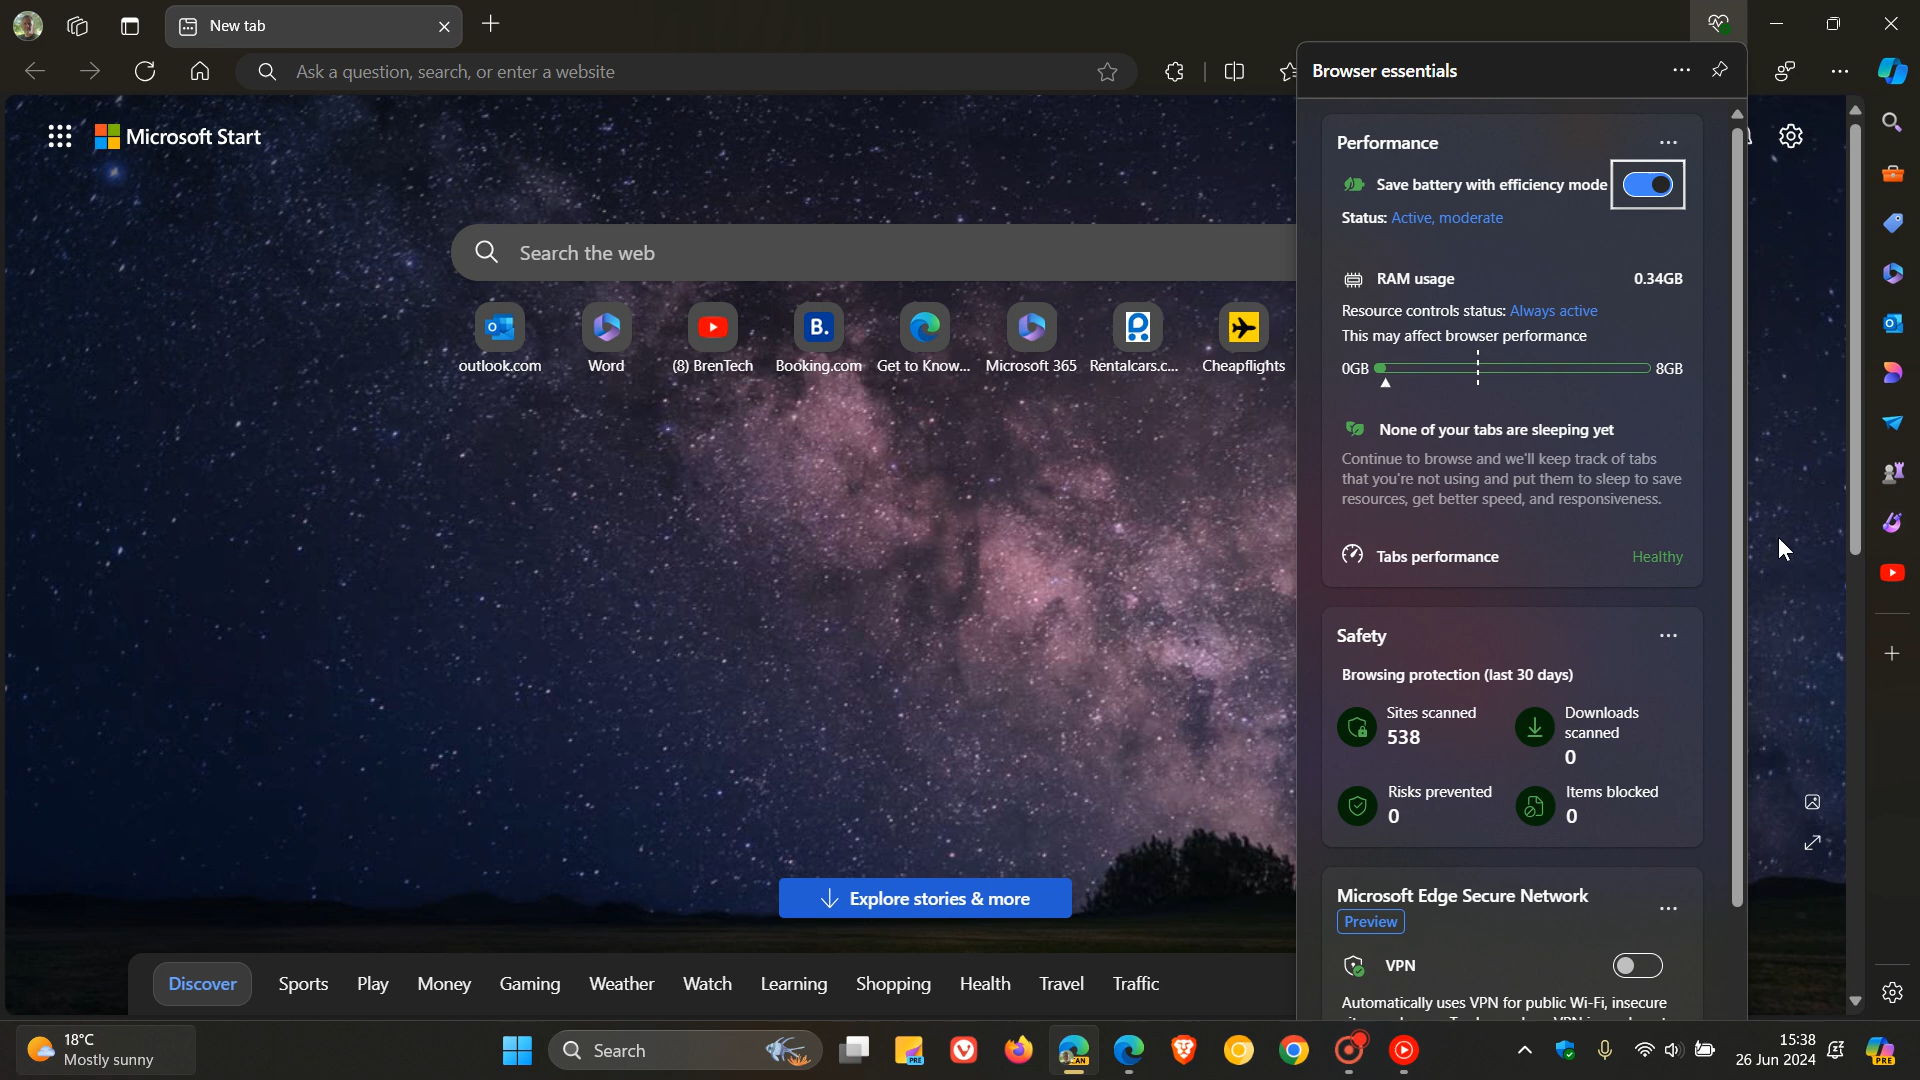 New tab
Ask a question, search, or enter a website
Microsoft Start
Search the web
outlook.com
Word
(8) BrenTech
B.
Booking.com
Get to Know...
Microsoft 365
Rentalcars.c...
Cheapflights
Explore stories & more
Discover
Sports
Play
Money
Gaming
Weather
Watch
Learning
Shopping
Health
Travel
Traffic
Browser essentials
Performance
Save battery with efficiency mode
Status: Active, moderate
RAM usage 0.34GB
Resource controls status: Always active
This may affect browser performance
0GB 8GB
None of your tabs are sleeping yet
Continue to browse and we'll keep track of tabs
that you're not using and put them to sleep to save
resources, get better speed, and responsiveness.
Tabs performance Healthy
Safety
Browsing protection (last 30 days)
Sites scanned
538
Downloads
scanned
0
Risks prevented
0
Items blocked
0
Microsoft Edge Secure Network
Preview
VPN
Automatically uses VPN for public Wi-Fi, insecure
18°C
Mostly sunny
Search
PRE
CAN
15:38
26 Jun 2024
PRE